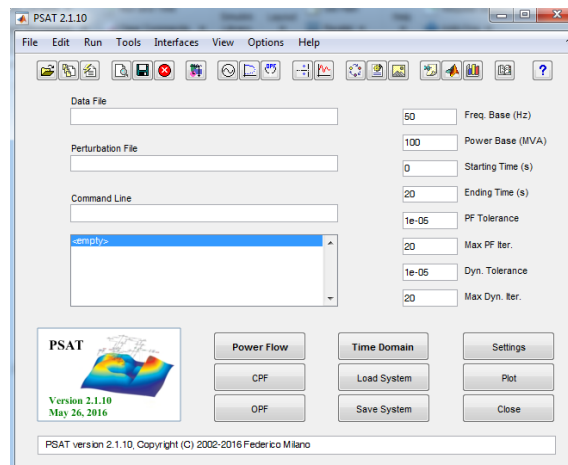 PSAT 2.1.10
File Edit Run Tools Interfaces View Options Help
OPF ?
Data File
50 Freq. Base (Hz)
100 Power Base (MVA)
Perturbation File
0 Starting Time (s)
20 Ending Time (s)
Command Line
1e-05 PF Tolerance
<empty>
20 Max PF Iter.
1e-05 Dyn. Tolerance
20 Max Dyn. Iter.
PSAT
Power Flow Time Domain Settings
CPF Load System Plot
Version 2.1.10
May 26, 2016
OPF Save System Close
PSAT version 2.1.10, Copyright (C) 2002-2016 Federico Milano